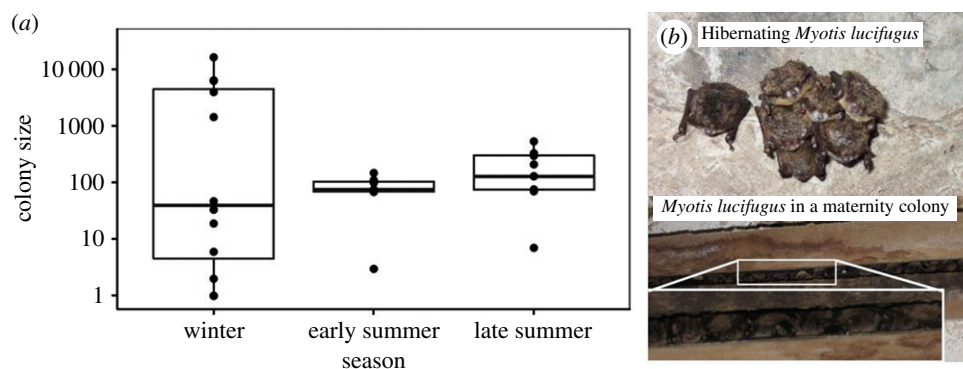 (a)
10 000
1000
100
10
1
colony size
winter
early summer
late summer
season
(b)
Hibernating Myotis lucifugus
Myotis lucifugus in a maternity colony